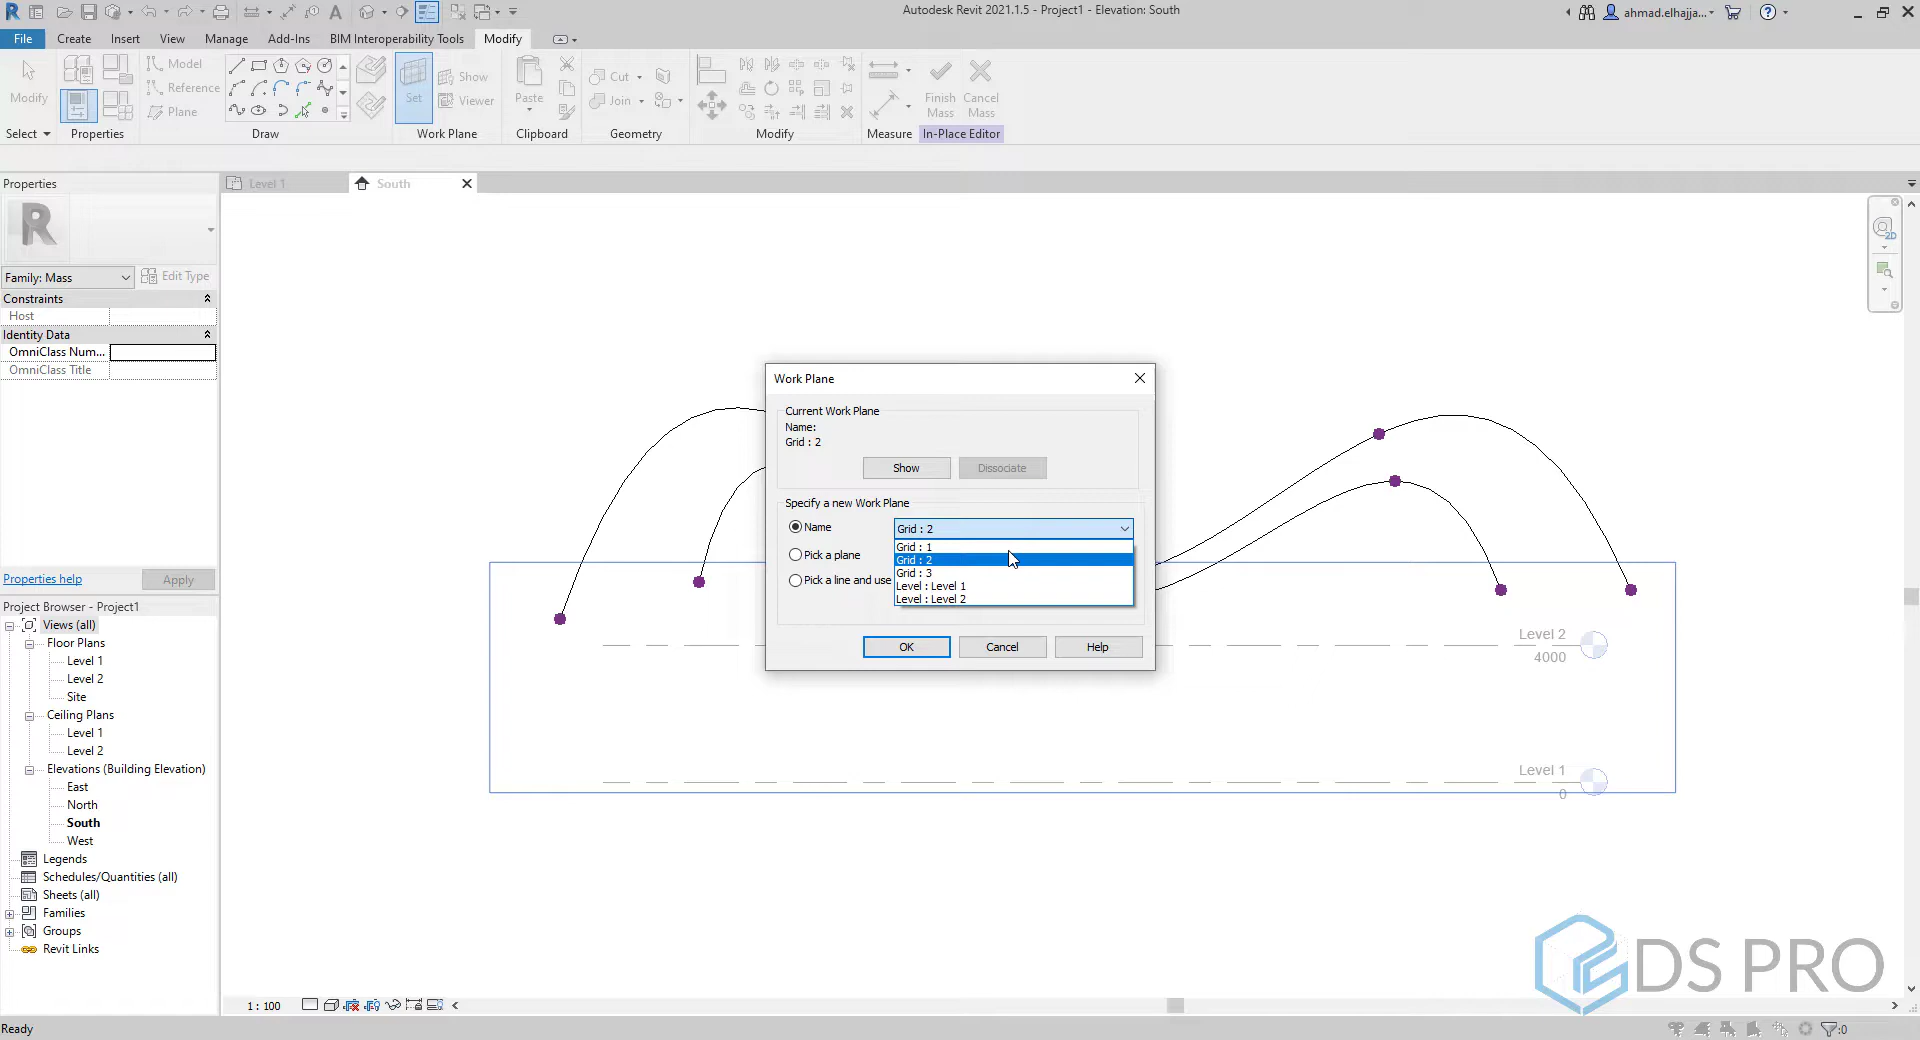 Autodesk Revit 2021.1.5 - Project1 - Elevation: South
ahmad.elhajja...
File Create Insert View Manage Add-Ins BIM Interoperability Tools Modify
Modify
Model
Reference
Plane
Set
Show
Viewer
Paste
Cut
Join
Finish Mass
Cancel Mass
Select Properties Draw Work Plane Clipboard Geometry Modify Measure In-Place Editor
Properties
Level 1
South
R
Family: Mass
Edit Type
Constraints
Host
Identity Data
OmniClass Num...
OmniClass Title
Properties help
Apply
Project Browser - Project1
Views (all)
Floor Plans
Level 1
Level 2
Site
Ceiling Plans
Level 1
Level 2
Elevations (Building Elevation)
East
North
South
West
Legends
Schedules/Quantities (all)
Sheets (all)
Families
Groups
Revit Links
Work Plane
Current Work Plane
Name:
Grid : 2
Show
Dissociate
Specify a new Work Plane
Name
Grid : 2
Grid : 1
Grid : 2
Grid : 3
Level : Level 1
Level : Level 2
Pick a plane
Pick a line and use
OK
Cancel
Help
Level 2
4000
Level 1
0
DS PRO
1 : 100
Ready
:0